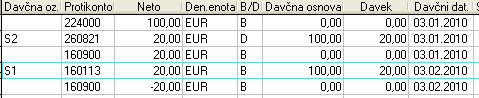 Davčna oz. Protikonto Neto Den.enota B/D Davčna osnova Davek Davčni dat.
224000 100,00 EUR B 0,00 0,00 03.01.2010
S2 260821 20,00 EUR D 100,00 20,00 03.01.2010
160900 20,00 EUR B 0,00 0,00 03.01.2010
S1 160113 20,00 EUR B 100,00 20,00 03.02.2010
160900 -20,00 EUR B 0,00 0,00 03.02.2010